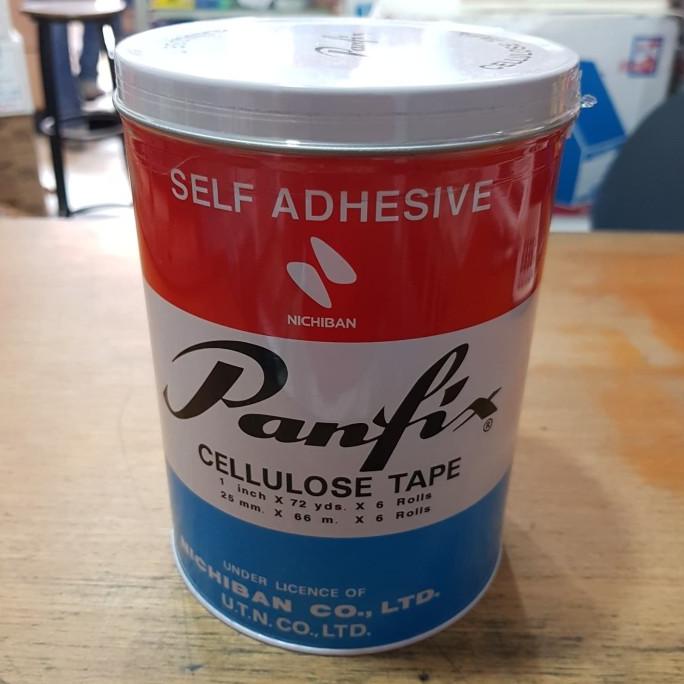 Panfix
SELF ADHESIVE
NICHIBAN
Panfix®
CELLULOSE TAPE
1 inch X 72 yds. X 6 Rolls
25 mm. X 66 m. X 6 Rolls
UNDER LICENCE OF
NICHIBAN CO., LTD.
U.T.N. CO., LTD.